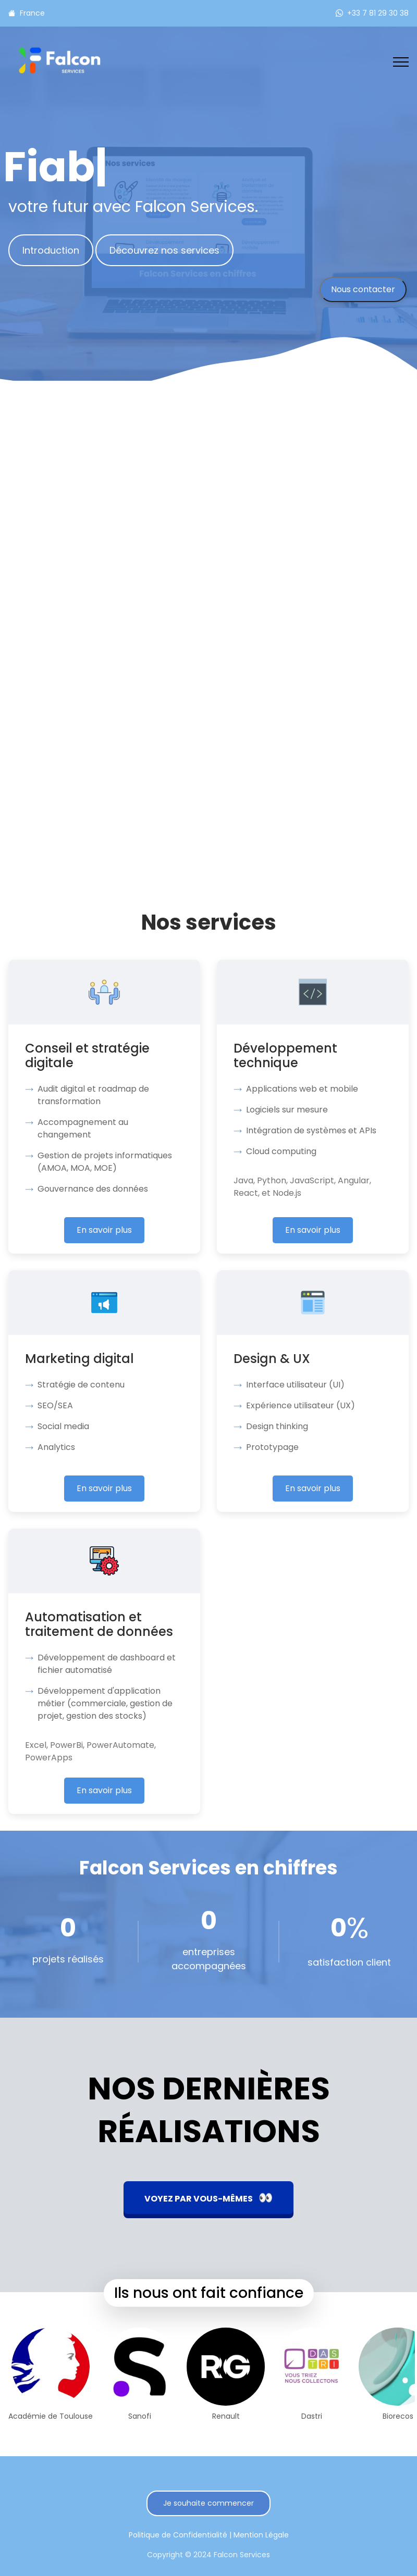 France
+33 7 81 29 30 38
Falcon
SERVICES
Nos services
Fiab|
votre futur avec Falcon Services.
Introduction
Découvrez nos services
Falcon Services en chiffres
Nous contacter
Nos services
Conseil et stratégie
digitale
Audit digital et roadmap de
transformation
Accompagnement au
changement
Gestion de projets informatiques
(AMOA, MOA, MOE)
Gouvernance des données
En savoir plus
Développement
technique
Applications web et mobile
Logiciels sur mesure
Intégration de systèmes et APIs
Cloud computing
Java, Python, JavaScript, Angular,
React, et Node.js
En savoir plus
Marketing digital
Stratégie de contenu
SEO/SEA
Social media
Analytics
En savoir plus
Design & UX
Interface utilisateur (UI)
Expérience utilisateur (UX)
Design thinking
Prototypage
En savoir plus
Automatisation et
traitement de données
Développement de dashboard et
fichier automatisé
Développement d'application
métier (commerciale, gestion de
projet, gestion des stocks)
Excel, PowerBi, PowerAutomate,
PowerApps
En savoir plus
Falcon Services en chiffres
0
projets réalisés
0
entreprises
accompagnées
0%
satisfaction client
NOS DERNIÈRES
RÉALISATIONS
VOYEZ PAR VOUS-MÊMES 👀
Ils nous ont fait confiance
RG
DASTRI
VOUS TRIEZ
NOUS COLLECTONS
Académie de Toulouse
Sanofi
Renault
Dastri
Biorecos
Je souhaite commencer
Politique de Confidentialité | Mention Légale
Copyright © 2024 Falcon Services